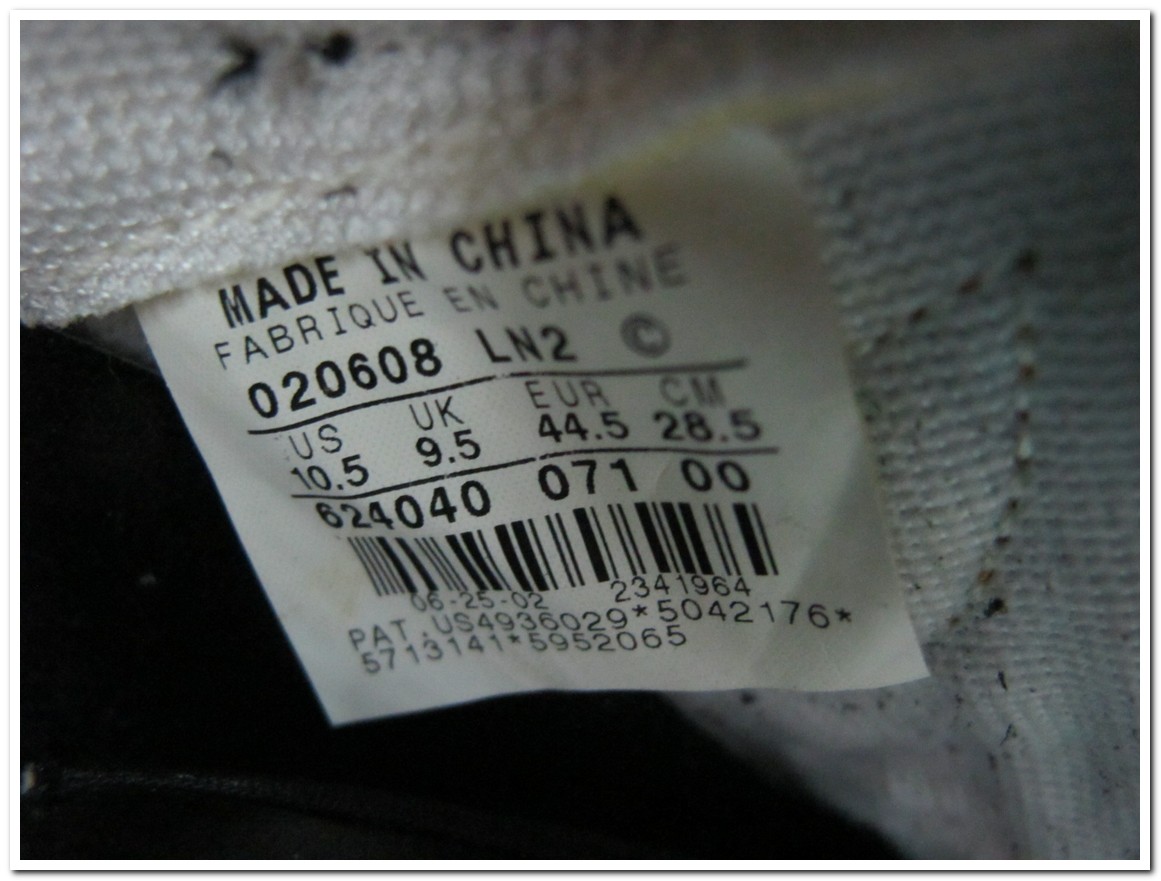 MADE IN CHINA
FABRIQUE EN CHINE
020608 LN2 ©
US UK EUR CM
10.5 9.5 44.5 28.5
624040 071 00
06-25-02 2341964
PAT.US4936029*5042176*
5713141*5952065